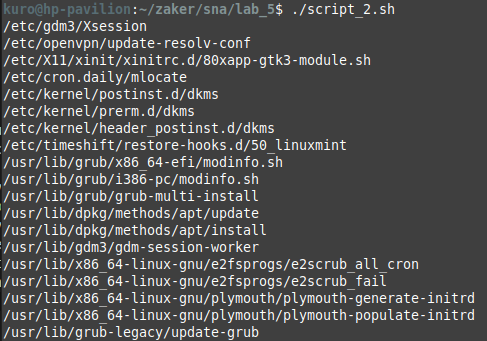 kuro@hp-pavilion:~/zaker/sna/lab_5$ ./script_2.sh
/etc/gdm3/Xsession
/etc/openvpn/update-resolv-conf
/etc/X11/xinit/xinitrc.d/80xapp-gtk3-module.sh
/etc/cron.daily/mlocate
/etc/kernel/postinst.d/dkms
/etc/kernel/prerm.d/dkms
/etc/kernel/header_postinst.d/dkms
/etc/timeshift/restore-hooks.d/50_linuxmint
/usr/lib/grub/x86_64-efi/modinfo.sh
/usr/lib/grub/i386-pc/modinfo.sh
/usr/lib/grub/grub-multi-install
/usr/lib/dpkg/methods/apt/update
/usr/lib/dpkg/methods/apt/install
/usr/lib/gdm3/gdm-session-worker
/usr/lib/x86_64-linux-gnu/e2fsprogs/e2scrub_all_cron
/usr/lib/x86_64-linux-gnu/e2fsprogs/e2scrub_fail
/usr/lib/x86_64-linux-gnu/plymouth/plymouth-generate-initrd
/usr/lib/x86_64-linux-gnu/plymouth/plymouth-populate-initrd
/usr/lib/grub-legacy/update-grub